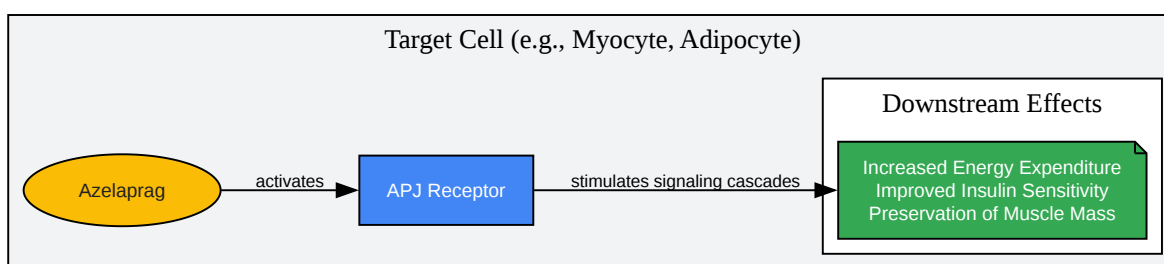 Target Cell (e.g., Myocyte, Adipocyte)
Downstream Effects
Azelaprag
activates
APJ Receptor
stimulates signaling cascades
Increased Energy Expenditure
Improved Insulin Sensitivity
Preservation of Muscle Mass